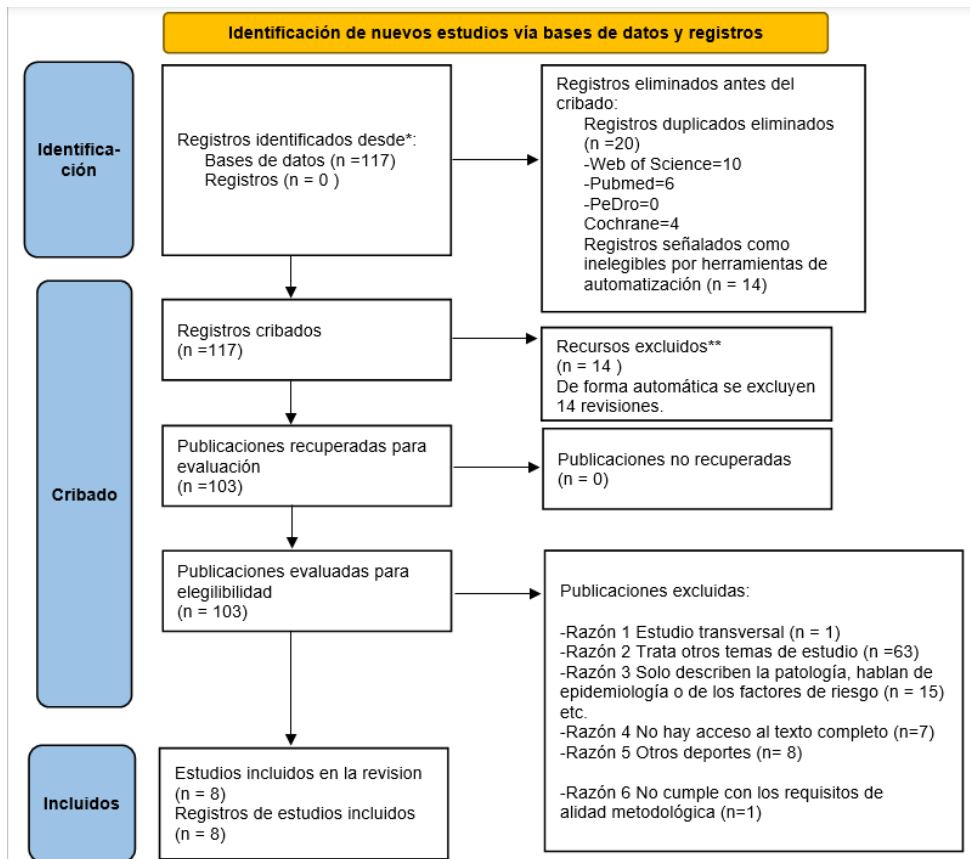 Identificación de nuevos estudios vía bases de datos y registros
Identifica-
ción
Registros identificados desde*:
Bases de datos (n =117)
Registros (n = 0 )
Registros eliminados antes del
cribado:
Registros duplicados eliminados
(n =20)
-Web of Science=10
-Pubmed=6
-PeDro=0
Cochrane=4
Registros señalados como
inelegibles por herramientas de
automatización (n = 14)
Cribado
Registros cribados
(n =117)
Recursos excluidos**
(n = 14 )
De forma automática se excluyen
14 revisiones.
Publicaciones recuperadas para
evaluación
(n =103)
Publicaciones no recuperadas
(n = 0)
Publicaciones evaluadas para
elegilibilidad
(n = 103)
Publicaciones excluidas:
-Razón 1 Estudio transversal (n = 1)
-Razón 2 Trata otros temas de estudio (n =63)
-Razón 3 Solo describen la patología, hablan de
epidemiología o de los factores de riesgo (n = 15)
etc.
-Razón 4 No hay acceso al texto completo (n=7)
-Razón 5 Otros deportes (n= 8)
-Razón 6 No cumple con los requisitos de
alidad metodológica (n=1)
Incluidos
Estudios incluidos en la revision
(n = 8)
Registros de estudios incluidos
(n = 8)